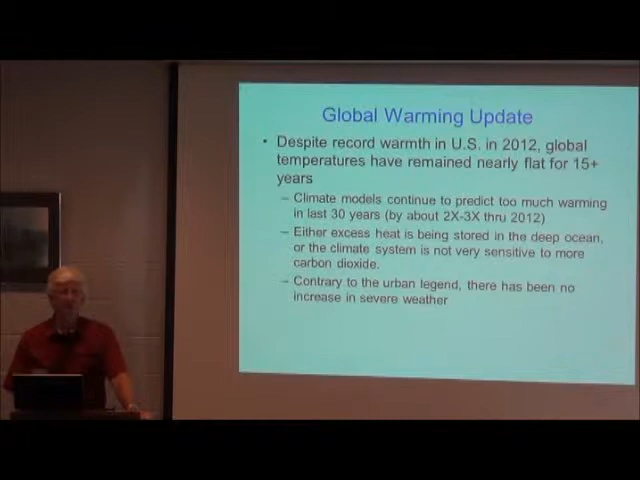 Global Warming Update
• Despite record warmth in U.S. in 2012, global
temperatures have remained nearly flat for 15+
years
– Climate models continue to predict too much warming
in last 30 years (by about 2X-3X thru 2012)
– Either excess heat is being stored in the deep ocean,
or the climate system is not very sensitive to more
carbon dioxide.
– Contrary to the urban legend, there has been no
increase in severe weather